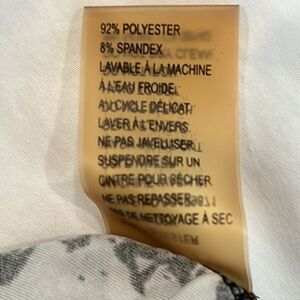 92% POLYESTER
8% SPANDEX
LAVABLE À LA MACHINE
À L'EAU FROIDE,
AU CYCLE DÉLICAT.
LAVER À L'ENVERS.
NE PAS JAVELLISER.
SUSPENDRE SUR UN
CINTRE POUR SÉCHER.
NE PAS REPASSER.
PAS DE NETTOYAGE À SEC